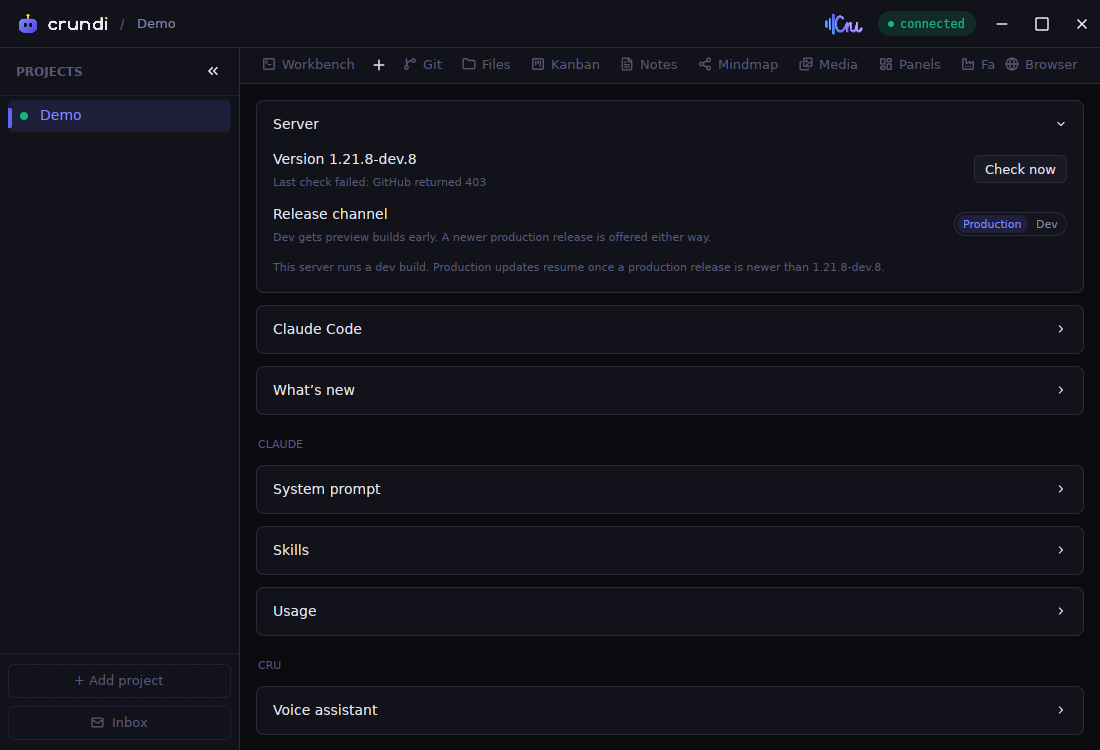 crundi / Demo
Cru
connected
PROJECTS
Demo
+ Add project
Inbox
Workbench + Git Files Kanban Notes Mindmap Media Panels Fa Browser
Server
Version 1.21.8-dev.8
Last check failed: GitHub returned 403
Check now
Release channel
Dev gets preview builds early. A newer production release is offered either way.
Production Dev
This server runs a dev build. Production updates resume once a production release is newer than 1.21.8-dev.8.
Claude Code
What’s new
CLAUDE
System prompt
Skills
Usage
CRU
Voice assistant